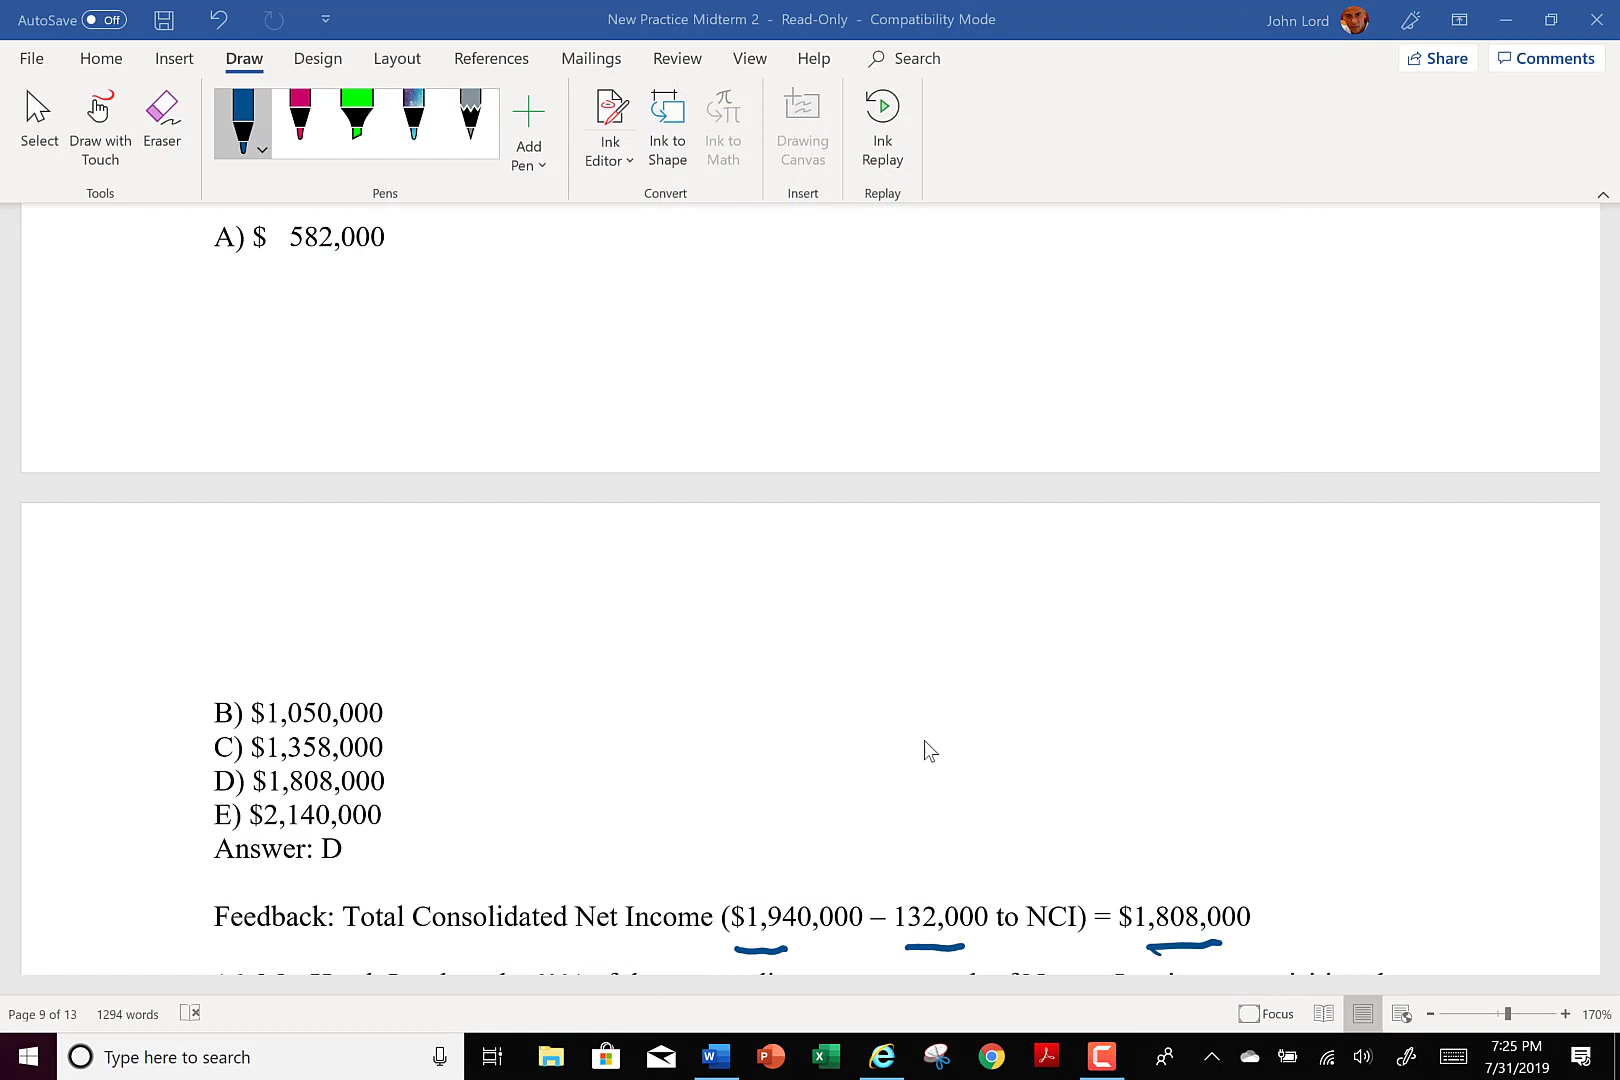 AutoSave Off New Practice Midterm 2 - Read-Only - Compatibility Mode John Lord
File Home Insert Draw Design Layout References Mailings Review View Help Search Share Comments
Select Draw with Touch Eraser Add Pen Ink Editor Ink to Shape Ink to Math Drawing Canvas Ink Replay
Tools Pens Convert Insert Replay
A) $ 582,000
B) $1,050,000
C) $1,358,000
D) $1,808,000
E) $2,140,000
Answer: D
Feedback: Total Consolidated Net Income ($1,940,000 – 132,000 to NCI) = $1,808,000
Page 9 of 13 1294 words Focus 170%
Type here to search 7:25 PM
7/31/2019